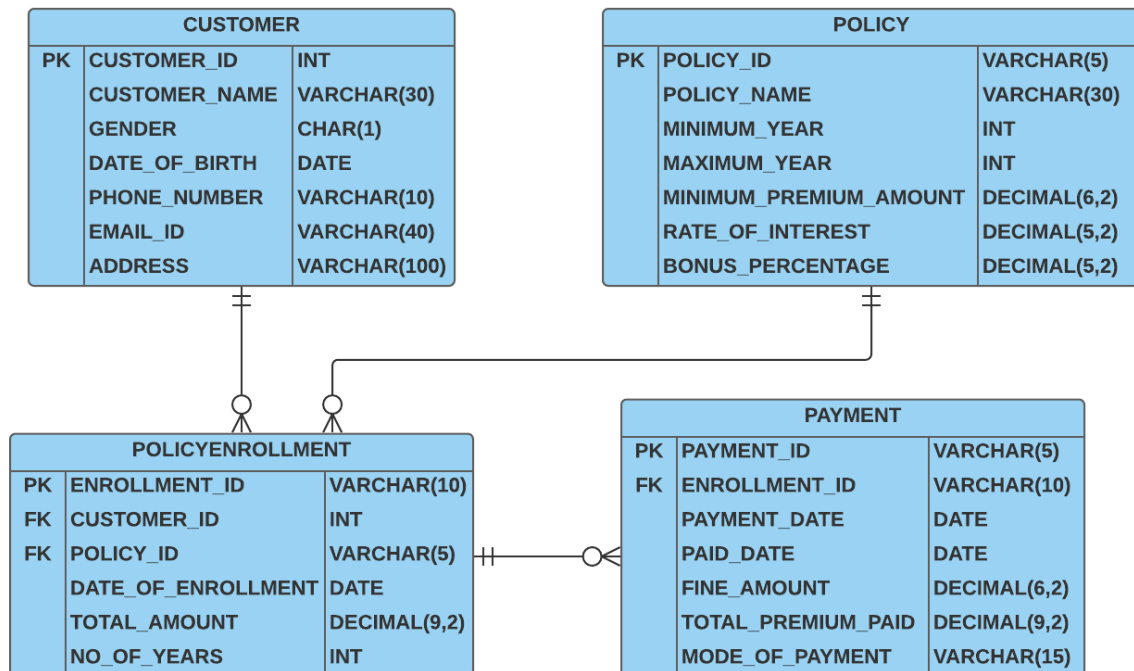 CUSTOMER
PK CUSTOMER_ID INT
CUSTOMER_NAME VARCHAR(30)
GENDER CHAR(1)
DATE_OF_BIRTH DATE
PHONE_NUMBER VARCHAR(10)
EMAIL_ID VARCHAR(40)
ADDRESS VARCHAR(100)
POLICY
PK POLICY_ID VARCHAR(5)
POLICY_NAME VARCHAR(30)
MINIMUM_YEAR INT
MAXIMUM_YEAR INT
MINIMUM_PREMIUM_AMOUNT DECIMAL(6,2)
RATE_OF_INTEREST DECIMAL(5,2)
BONUS_PERCENTAGE DECIMAL(5,2)
POLICYENROLLMENT
PK ENROLLMENT_ID VARCHAR(10)
FK CUSTOMER_ID INT
FK POLICY_ID VARCHAR(5)
DATE_OF_ENROLLMENT DATE
TOTAL_AMOUNT DECIMAL(9,2)
NO_OF_YEARS INT
PAYMENT
PK PAYMENT_ID VARCHAR(5)
FK ENROLLMENT_ID VARCHAR(10)
PAYMENT_DATE DATE
PAID_DATE DATE
FINE_AMOUNT DECIMAL(6,2)
TOTAL_PREMIUM_PAID DECIMAL(9,2)
MODE_OF_PAYMENT VARCHAR(15)